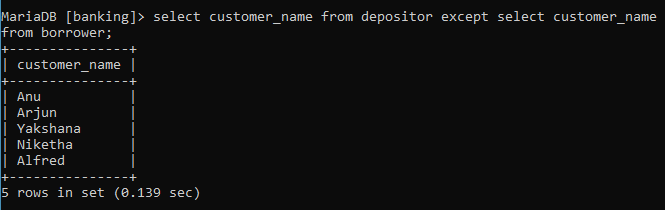 MariaDB [banking]> select customer_name from depositor except select customer_name
from borrower;
+---------------+
| customer_name |
+---------------+
| Anu           |
| Arjun         |
| Yakshana      |
| Niketha       |
| Alfred        |
+---------------+
5 rows in set (0.139 sec)